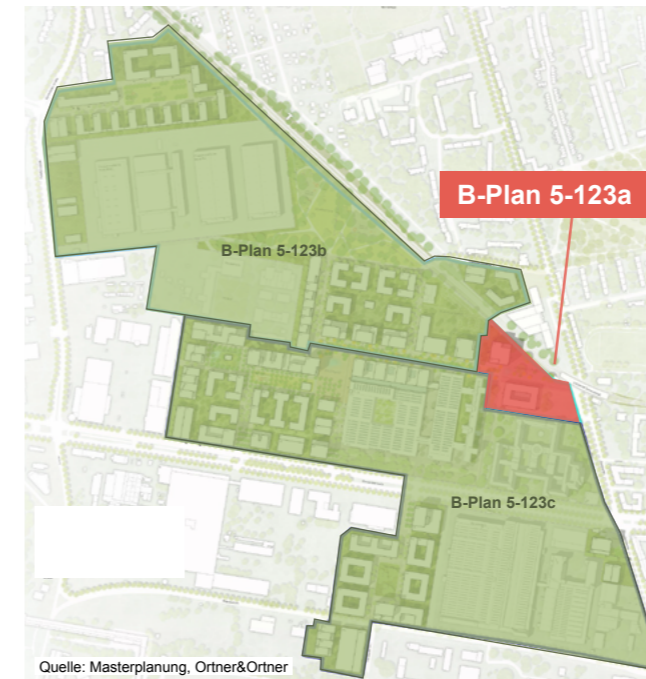 B-Plan 5-123a
B-Plan 5-123b
B-Plan 5-123c
Quelle: Masterplanung, Ortner&Ortner